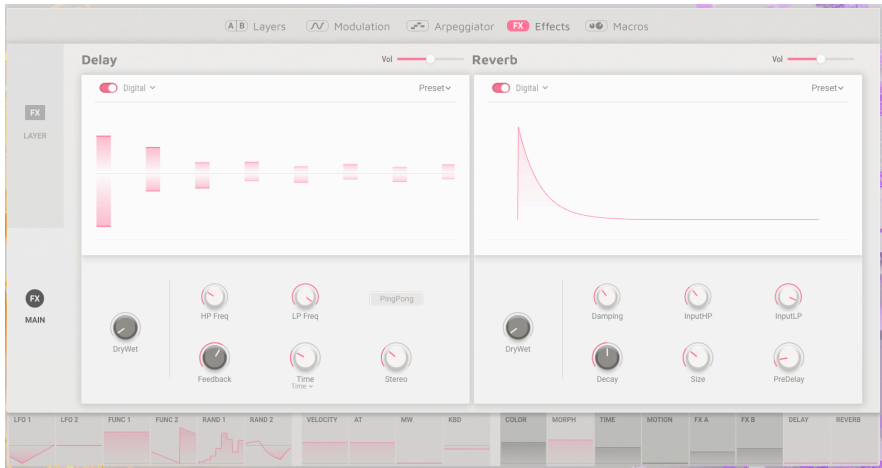 A B Layers Modulation Arpeggiator FX Effects Macros
Delay Vol Reverb Vol
Digital Preset Digital Preset
FX
LAYER
FX
MAIN
HP Freq LP Freq PingPong Damping InputHP InputLP
DryWet DryWet
Feedback Time Stereo Decay Size PreDelay
Time
LFO 1 LFO 2 FUNC 1 FUNC 2 RAND 1 RAND 2 VELOCITY AT MW KBD COLOR MORPH TIME MOTION FX A FX B DELAY REVERB